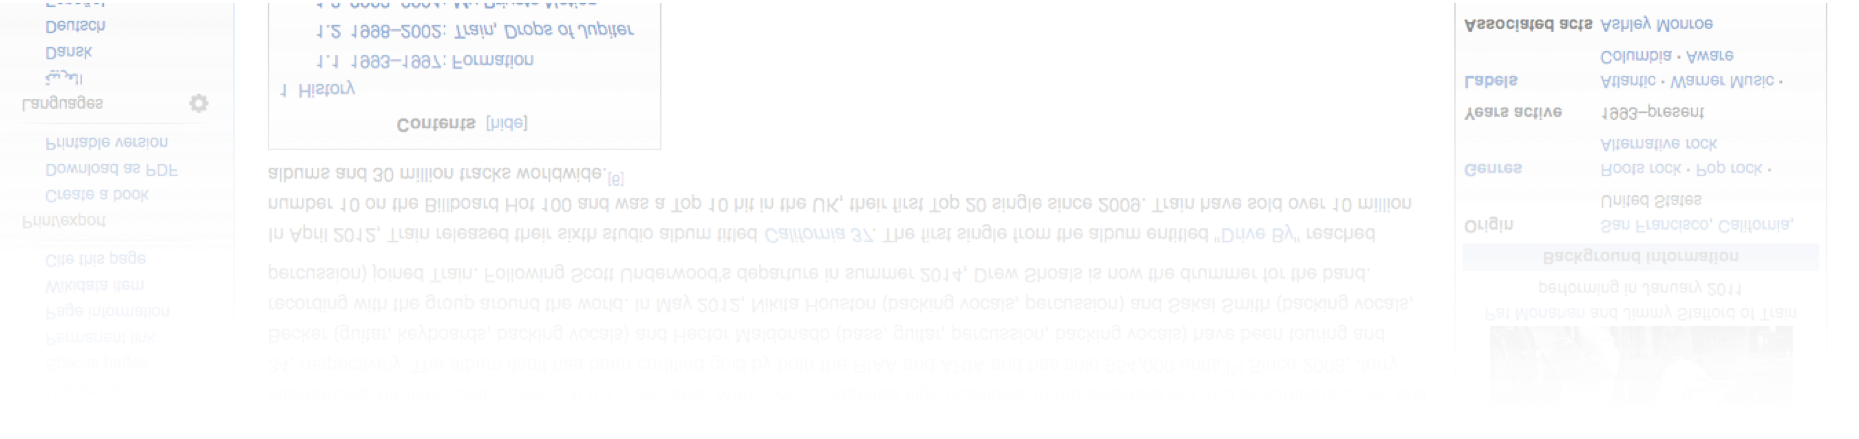 Special pages
Permanent link
Page information
Wikidata item
Cite this page
Print/export
Create a book
Download as PDF
Printable version
Languages
العربية
Dansk
Deutsch
Español
34, respectively. The album itself has been certified gold by both the RIAA and ARIA and has sold 954,000 units. Since 2009, Jerry
Becker (guitar, keyboards, backing vocals) and Hector Maldonado (bass, guitar, percussion, backing vocals) have been touring and
recording with the group around the world. In May 2012, Nikita Houston (backing vocals, percussion) and Sakai Smith (backing vocals,
percussion) joined Train. Following Scott Underwood's departure in summer 2014, Drew Shoals is now the drummer for the band.
In April 2012, Train released their sixth studio album titled California 37. The first single from the album entitled "Drive By" reached
number 10 on the Billboard Hot 100 and was a Top 10 hit in the UK, their first Top 20 single since 2009. Train have sold over 10 million
albums and 30 million tracks worldwide.[6]
Contents [hide]
1 History
1.1 1993–1997: Formation
1.2 1998–2002: Train, Drops of Jupiter
1.3 2003–2004: My Private Nation
Pat Monahan and Jimmy Stafford of Train
performing in January 2011
Background information
Origin San Francisco, California,
United States
Genres Roots rock · Pop rock ·
Alternative rock
Years active 1993–present
Labels Atlantic · Warner Music ·
Columbia · Aware
Associated acts Ashley Monroe